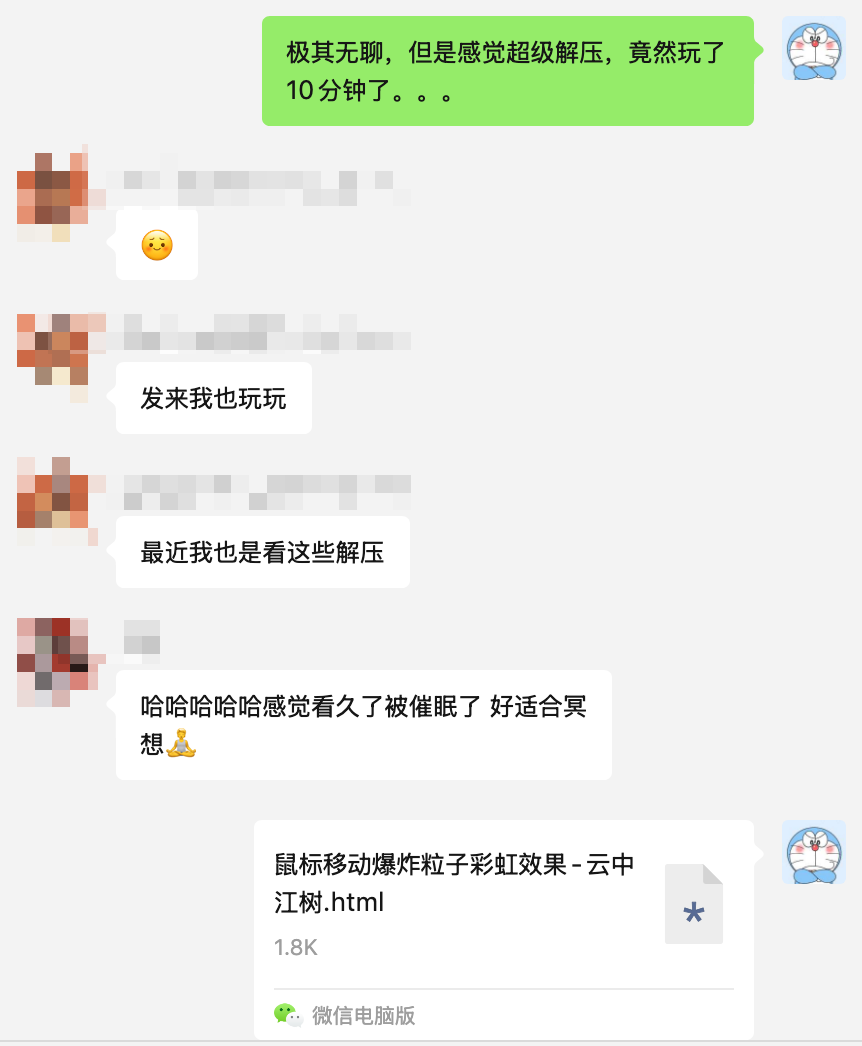 极其无聊，但是感觉超级解压，竟然玩了
10分钟了。。。
发来我也玩玩
最近我也是看这些解压
哈哈哈哈哈感觉看久了被催眠了 好适合冥
想
鼠标移动爆炸粒子彩虹效果-云中
江树.html
1.8K
微信电脑版